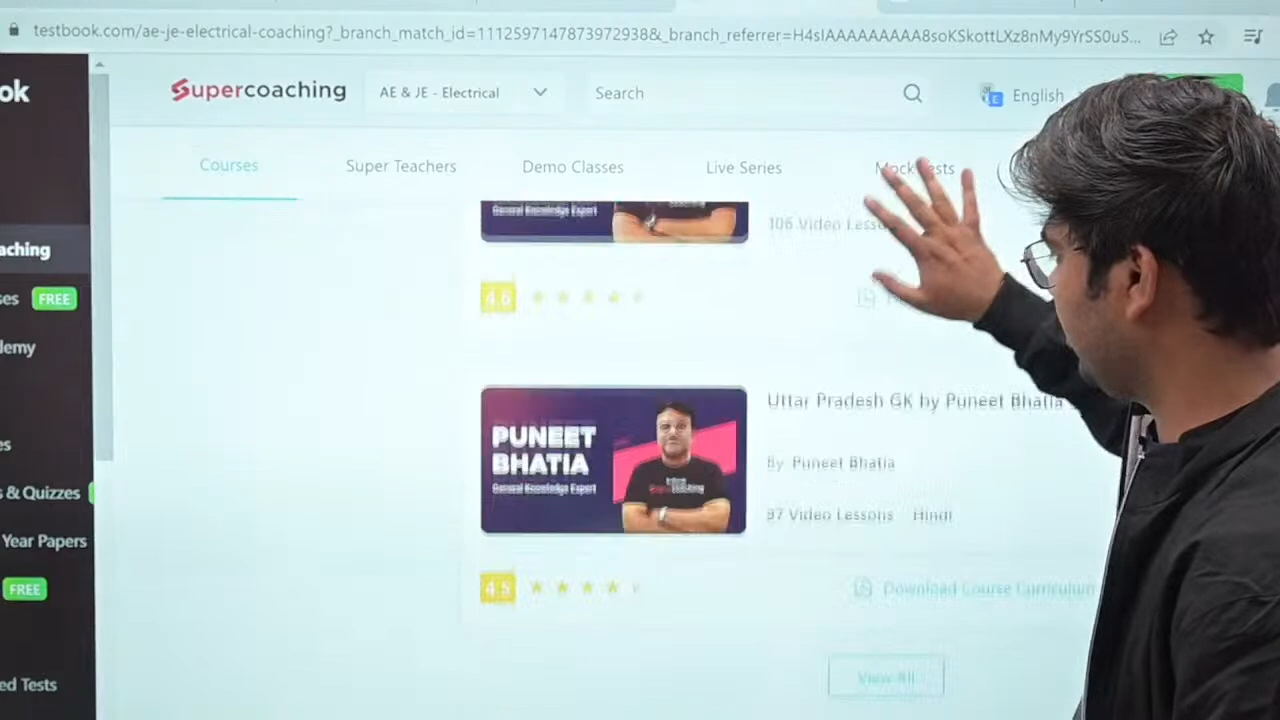 testbook.com/ae-je-electrical-coaching?_branch_match_id=1112597147873972938&_branch_referrer=H4sIAAAAAAAAA8soKSkottLXz8nMy9YrSS0uS...
ok
Supercoaching
AE & JE - Electrical
Search
English
Courses
Super Teachers
Demo Classes
Live Series
Mock Tests
General Knowledge Expert
106 Video
4.6
aching
ses FREE
demy
es
s & Quizzes
Year Papers
FREE
ed Tests
PUNEET
BHATIA
General Knowledge Expert
Uttar Pradesh GK by Puneet Bhatia
By Puneet Bhatia
Video Lessons Hindi
4.5
Download Course Curriculum
View All